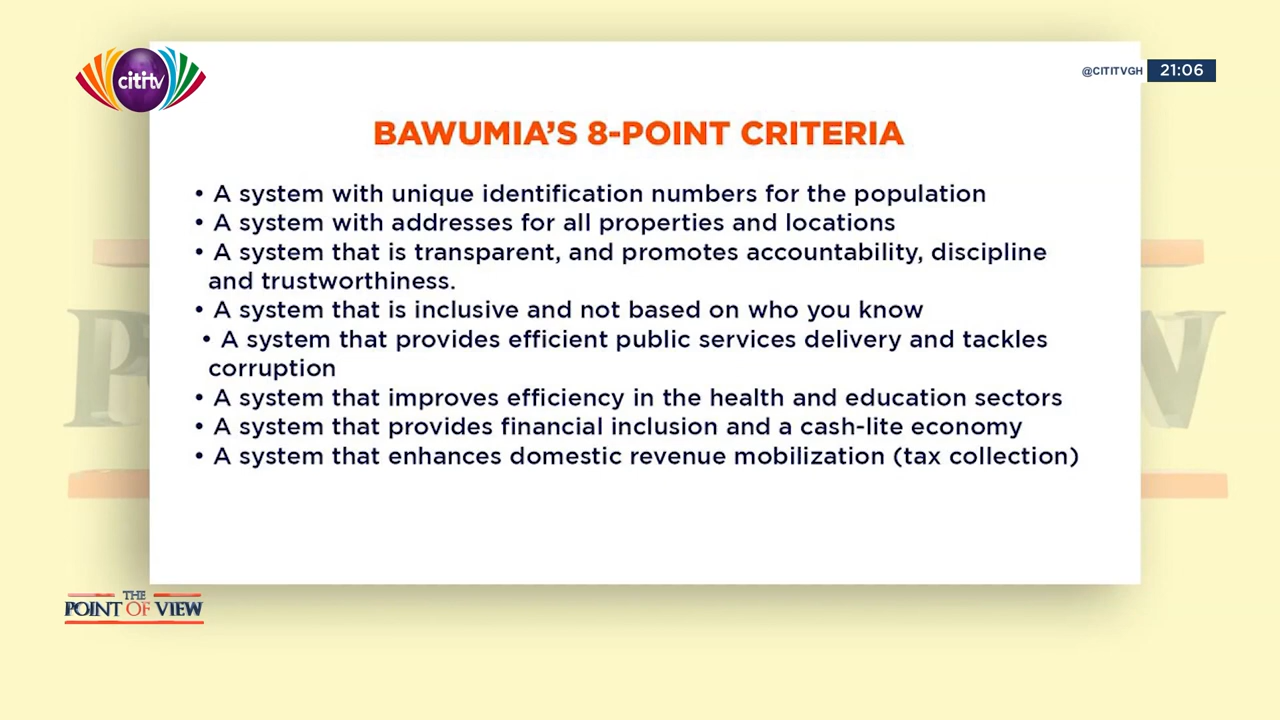 cititv
@CITITVGH 21:06
BAWUMIA'S 8-POINT CRITERIA
• A system with unique identification numbers for the population
• A system with addresses for all properties and locations
• A system that is transparent, and promotes accountability, discipline
and trustworthiness.
• A system that is inclusive and not based on who you know
• A system that provides efficient public services delivery and tackles
corruption
• A system that improves efficiency in the health and education sectors
• A system that provides financial inclusion and a cash-lite economy
• A system that enhances domestic revenue mobilization (tax collection)
THE
POINT OF VIEW